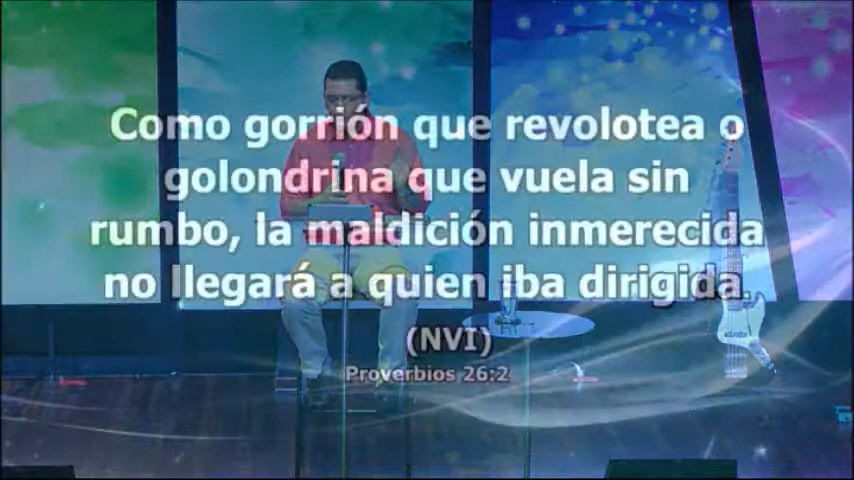 Como gorrión que revolotea o
golondrina que vuela sin
rumbo, la maldición inmerecida
no llegará a quien iba dirigida.
(NVI)
Proverbios 26:2